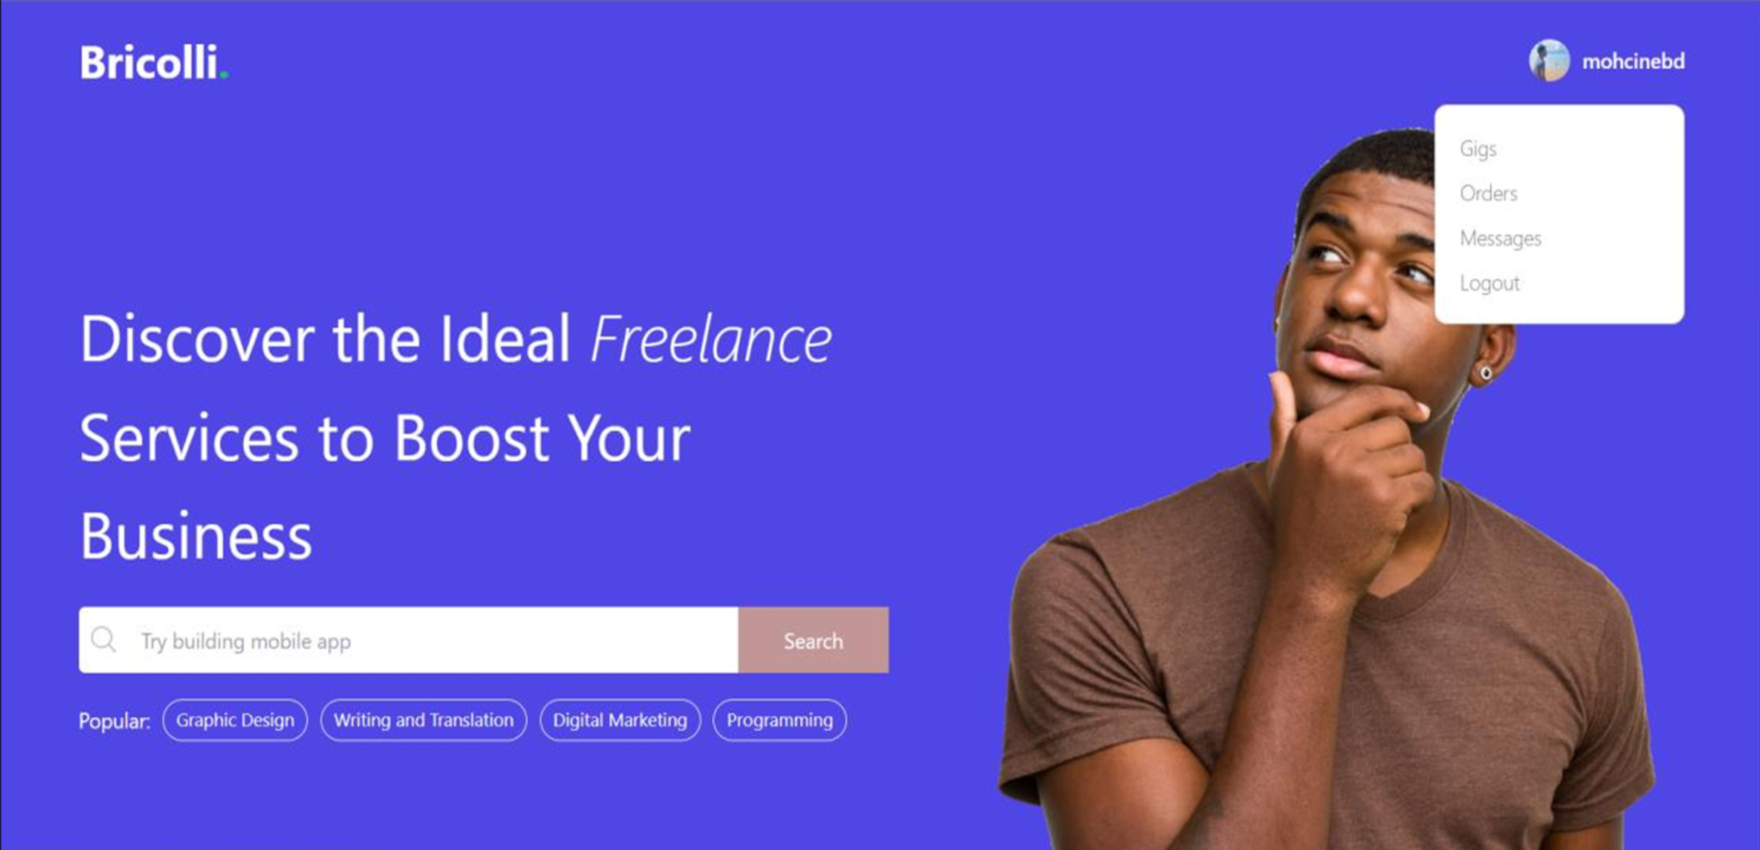 Bricolli.
mohcinebd
Gigs
Orders
Messages
Logout
Discover the Ideal Freelance
Services to Boost Your
Business
Try building mobile app
Search
Popular:
Graphic Design
Writing and Translation
Digital Marketing
Programming